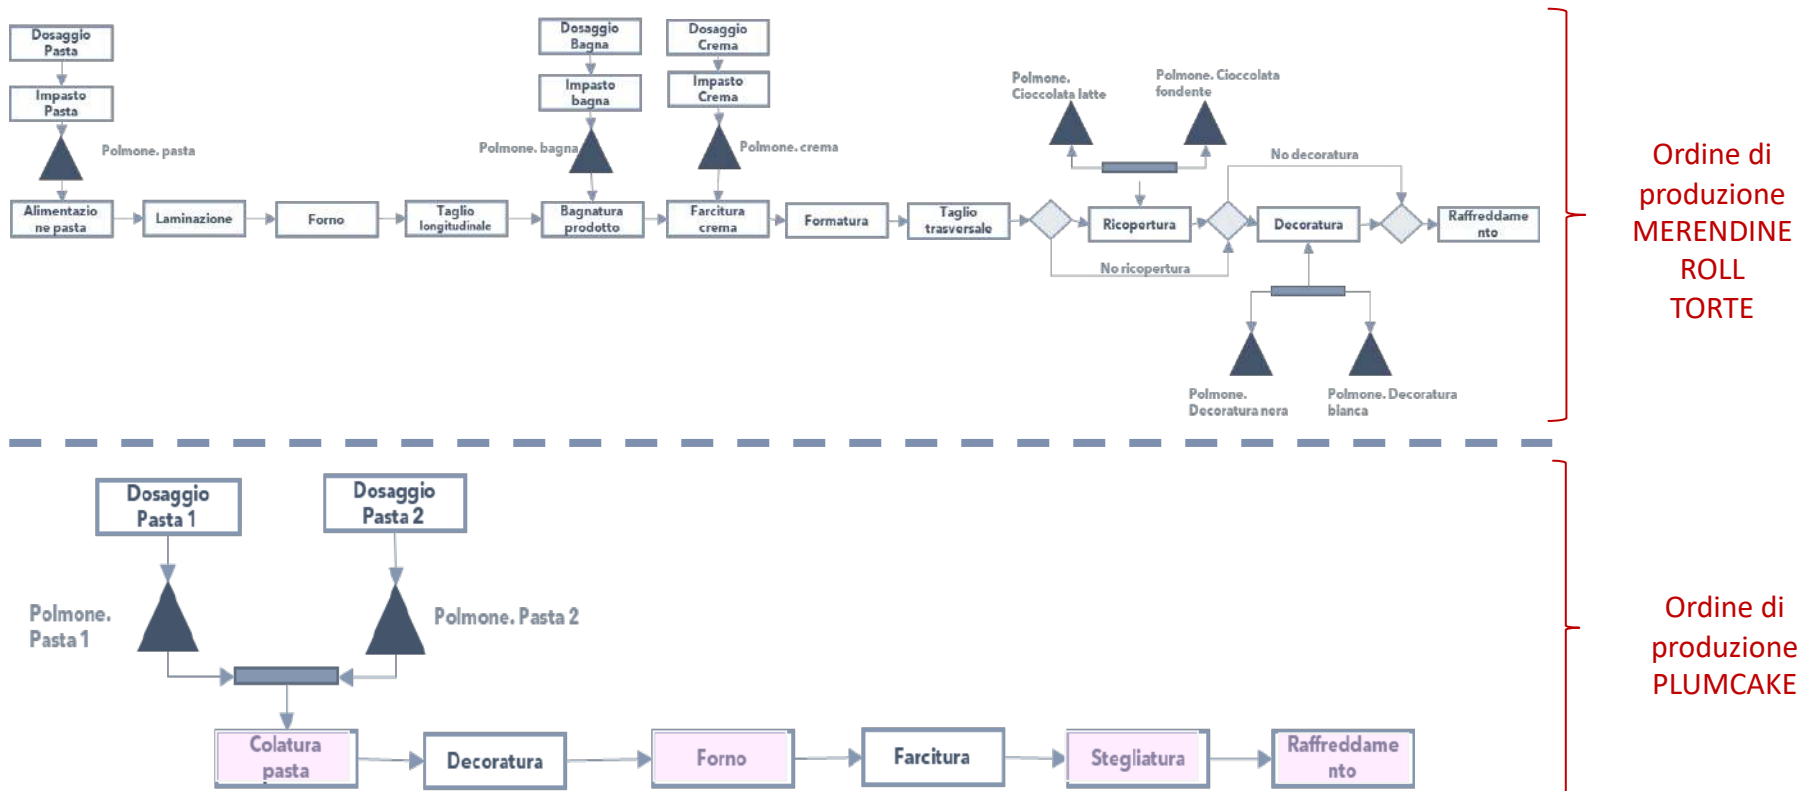 Dosaggio
Pasta
Impasto
Pasta
Polmone. pasta
Dosaggio
Bagna
Impasto
bagna
Polmone. bagna
Dosaggio
Crema
Impasto
Crema
Polmone. crema
Polmone.
Cioccolata latte
Polmone. Cioccolata
fondente
No decoratura
Alimentazio
ne pasta
Laminazione
Forno
Taglio
longitudinale
Bagnatura
prodotto
Farcitura
crema
Formatura
Taglio
trasversale
Ricopertura
Decoratura
Raffreddame
nto
No ricopertura
Polmone.
Decoratura nera
Polmone. Decoratura
blanca
Ordine di
produzione
MERENDINE
ROLL
TORTE
Dosaggio
Pasta 1
Dosaggio
Pasta 2
Polmone.
Pasta 1
Polmone. Pasta 2
Colatura
pasta
Decoratura
Forno
Farcitura
Stegliatura
Raffreddame
nto
Ordine di
produzione
PLUMCAKE